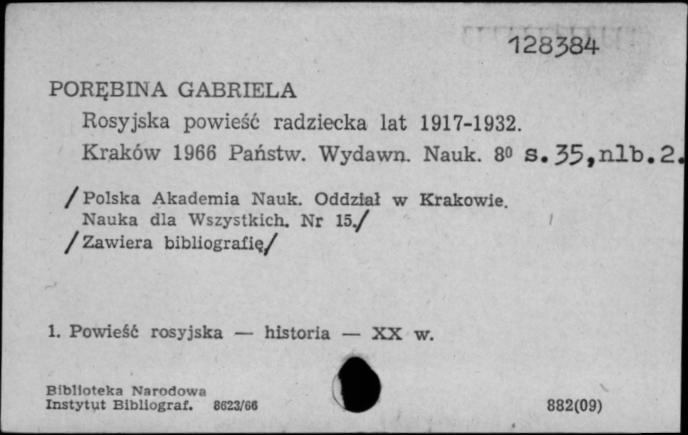 128384
PORĘBINA GABRIELA
Rosyjska powieść radziecka lat 1917-1932.
Kraków 1966 Państw. Wydawn. Nauk. 8⁰ s.35,nlb.2.
/Polska Akademia Nauk. Oddział w Krakowie.
Nauka dla Wszystkich. Nr 15./
/Zawiera bibliografię/
1. Powieść rosyjska — historia — XX w.
Biblioteka Narodowa
Instytut Bibliograf. 8623/66
882(09)